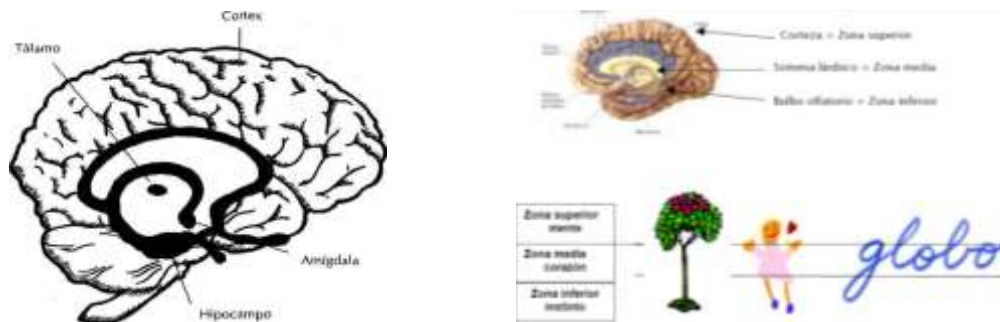 Cortex
Tálamo
Amígdala
Hipocampo
Corteza = Zona superior
Sistema límbico = Zona media
Bulbo olfatorio = Zona inferior
Zona superior
mente
Zona media
corazón
Zona inferior
instinto
globo